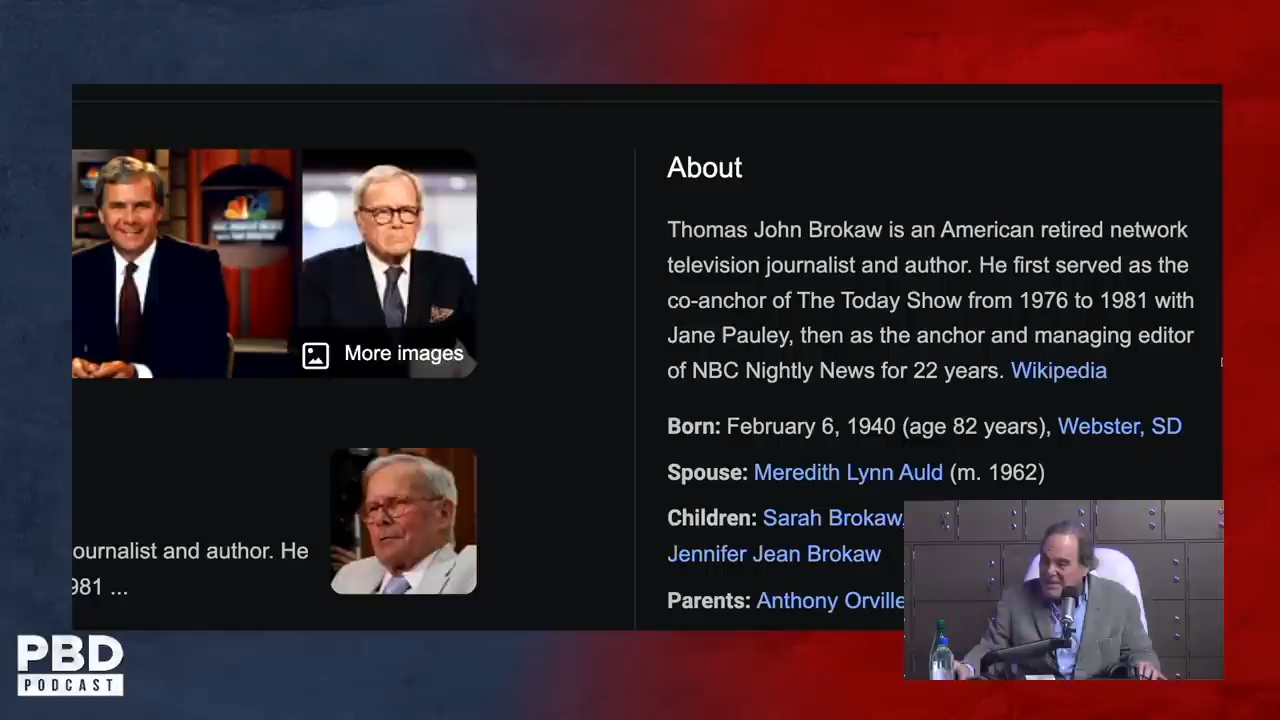 About
Thomas John Brokaw is an American retired network
television journalist and author. He first served as the
co-anchor of The Today Show from 1976 to 1981 with
Jane Pauley, then as the anchor and managing editor
of NBC Nightly News for 22 years. Wikipedia
More images
Born: February 6, 1940 (age 82 years), Webster, SD
Spouse: Meredith Lynn Auld (m. 1962)
Children: Sarah Brokaw,
Jennifer Jean Brokaw
Parents: Anthony Orville
ournalist and author. He
981 ...
PBD
PODCAST